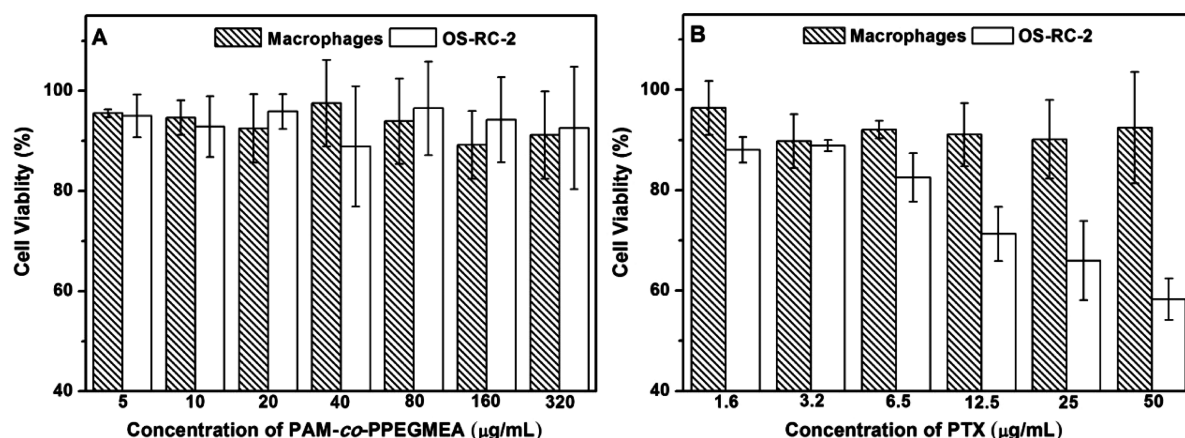 A
Macrophages
OS-RC-2
100
80
60
40
Cell Viablity (%)
5 10 20 40 80 160 320
Concentration of PAM-co-PPEGMEA (µg/mL)
B
Macrophages
OS-RC-2
100
80
60
40
Cell Viablity (%)
1.6 3.2 6.5 12.5 25 50
Concentration of PTX (µg/mL)